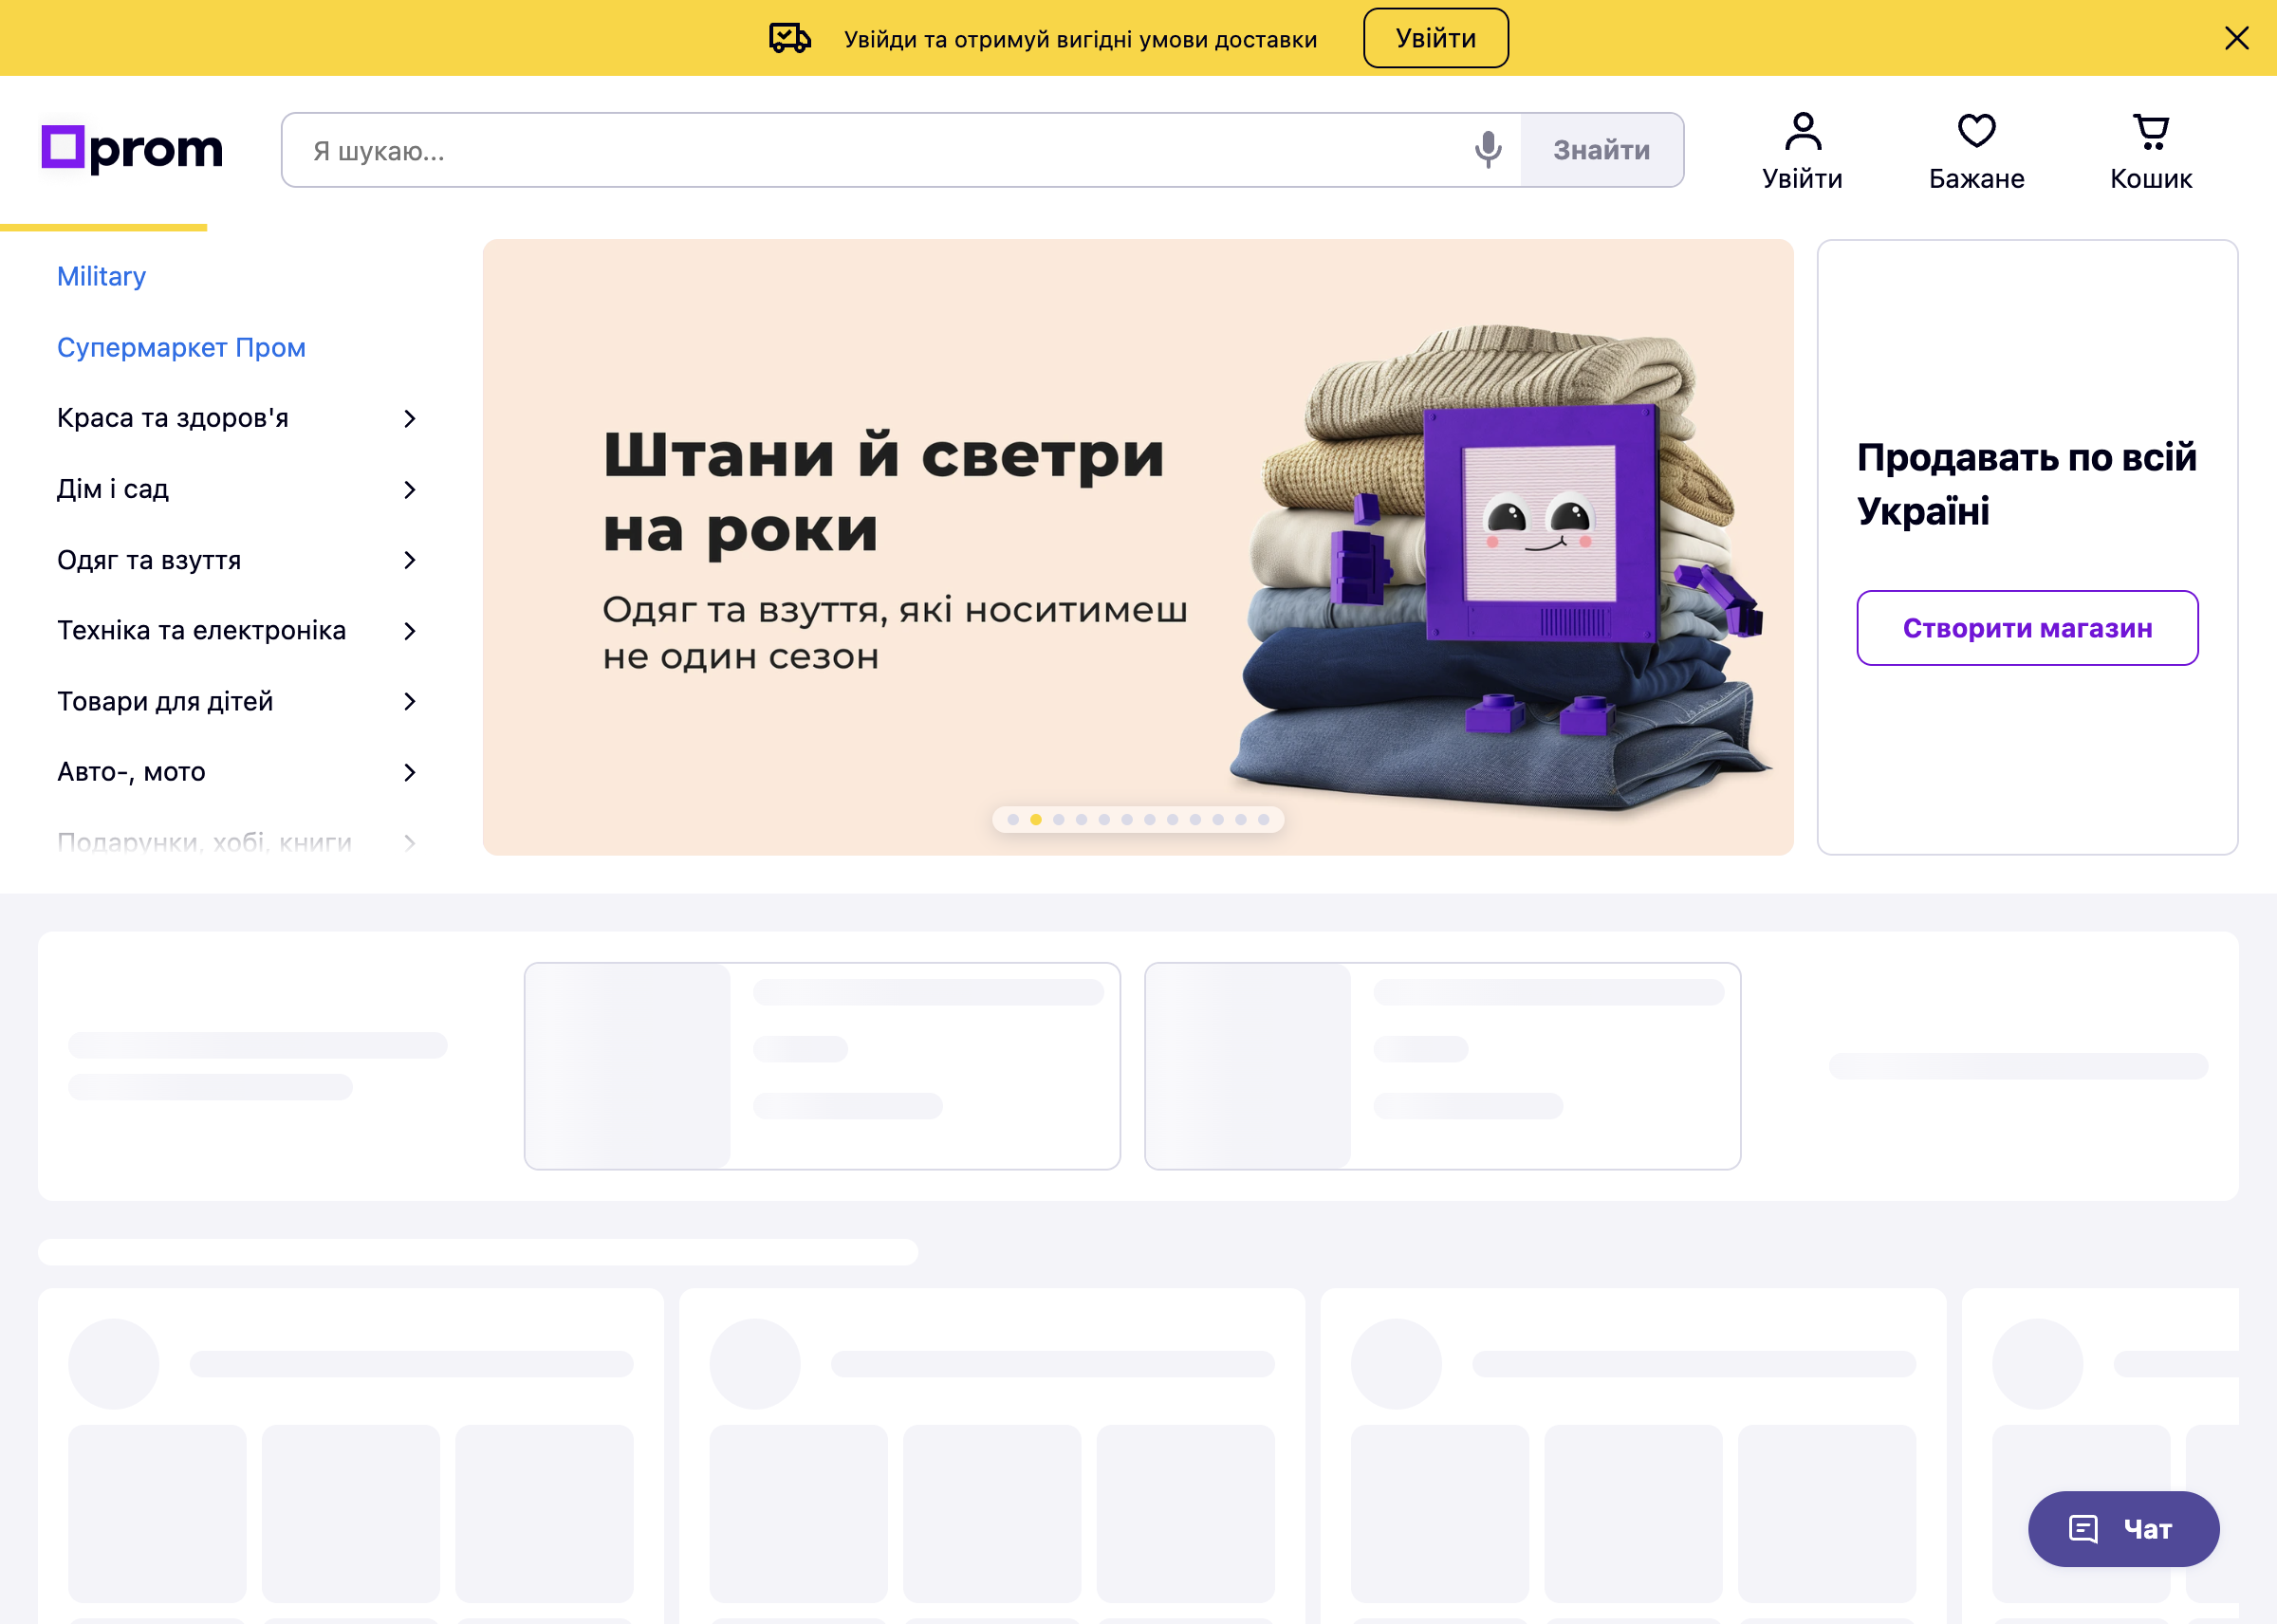 Увійди та отримуй вигідні умови доставки
Увійти
prom
Я шукаю...
Знайти
Увійти
Бажане
Кошик
Military
Супермаркет Пром
Краса та здоров'я
Дім і сад
Одяг та взуття
Техніка та електроніка
Товари для дітей
Авто-, мото
Подарунки, хобі, книги
Штани й светри
на роки
Одяг та взуття, які носитимеш
не один сезон
Продавать по всій
Україні
Створити магазин
Чат